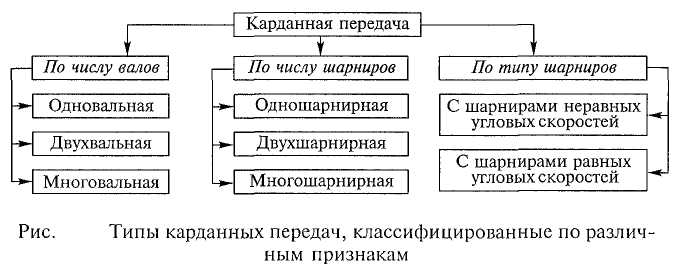 Карданная передача
По числу валов
Одновальная
Двухвальная
Многовальная
По числу шарниров
Одношарнирная
Двухшарнирная
Многошарнирная
По типу шарниров
С шарнирами неравных
угловых скоростей
С шарнирами равных
угловых скоростей
Рис. Типы карданных передач, классифицированные по различ-
ным признакам